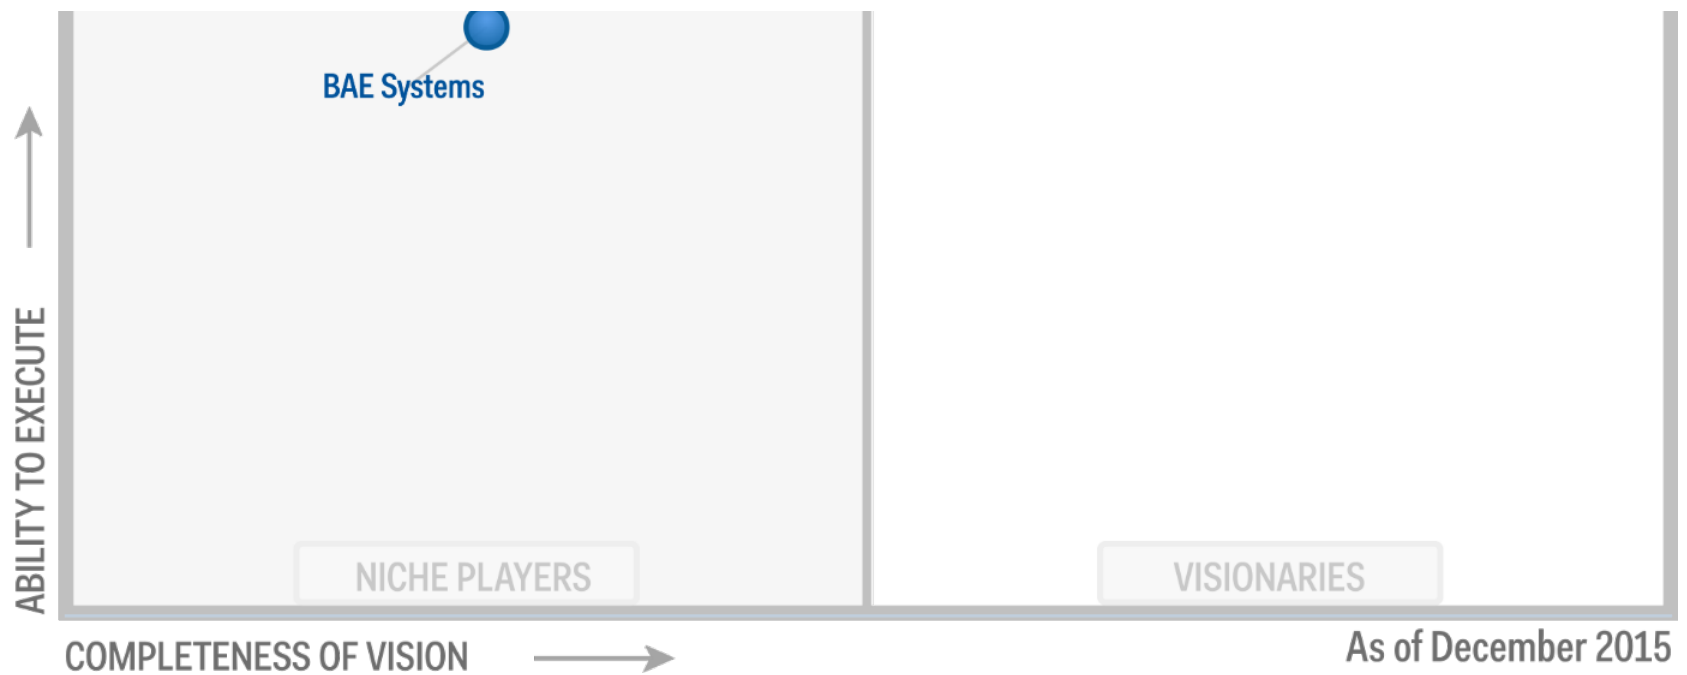 BAE Systems
ABILITY TO EXECUTE
NICHE PLAYERS
VISIONARIES
COMPLETENESS OF VISION
As of December 2015